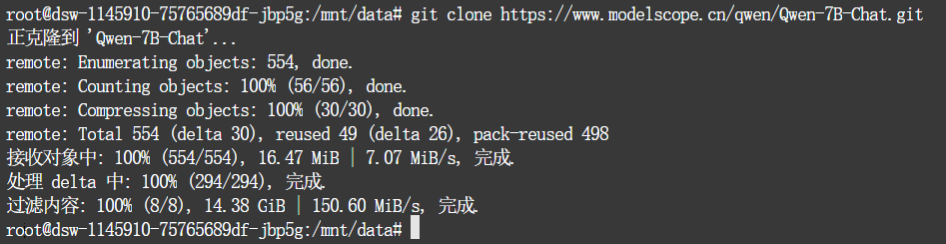 root@dsw-1145910-75765689df-jbp5g:/mnt/data# git clone https://www.modelscope.cn/qwen/Qwen-7B-Chat.git
正克隆到 'Qwen-7B-Chat'...
remote: Enumerating objects: 554, done.
remote: Counting objects: 100% (56/56), done.
remote: Compressing objects: 100% (30/30), done.
remote: Total 554 (delta 30), reused 49 (delta 26), pack-reused 498
接收对象中: 100% (554/554), 16.47 MiB | 7.07 MiB/s, 完成.
处理 delta 中: 100% (294/294), 完成.
过滤内容: 100% (8/8), 14.38 GiB | 150.60 MiB/s, 完成.
root@dsw-1145910-75765689df-jbp5g:/mnt/data#